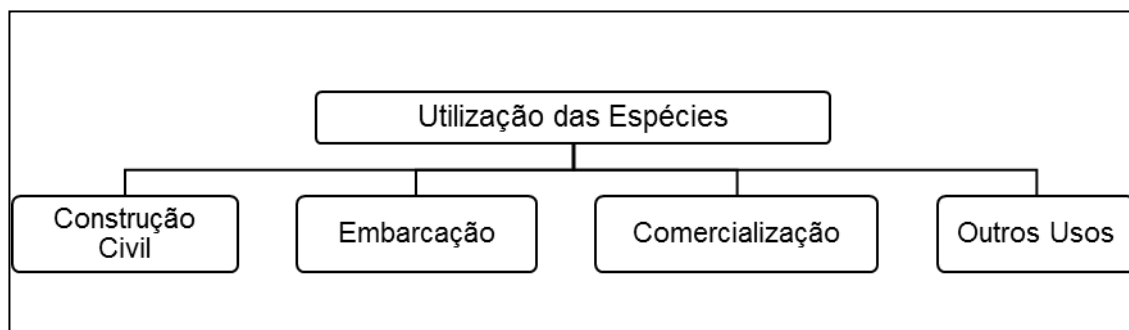 Utilização das Espécies
Construção
Civil
Embarcação
Comercialização
Outros Usos